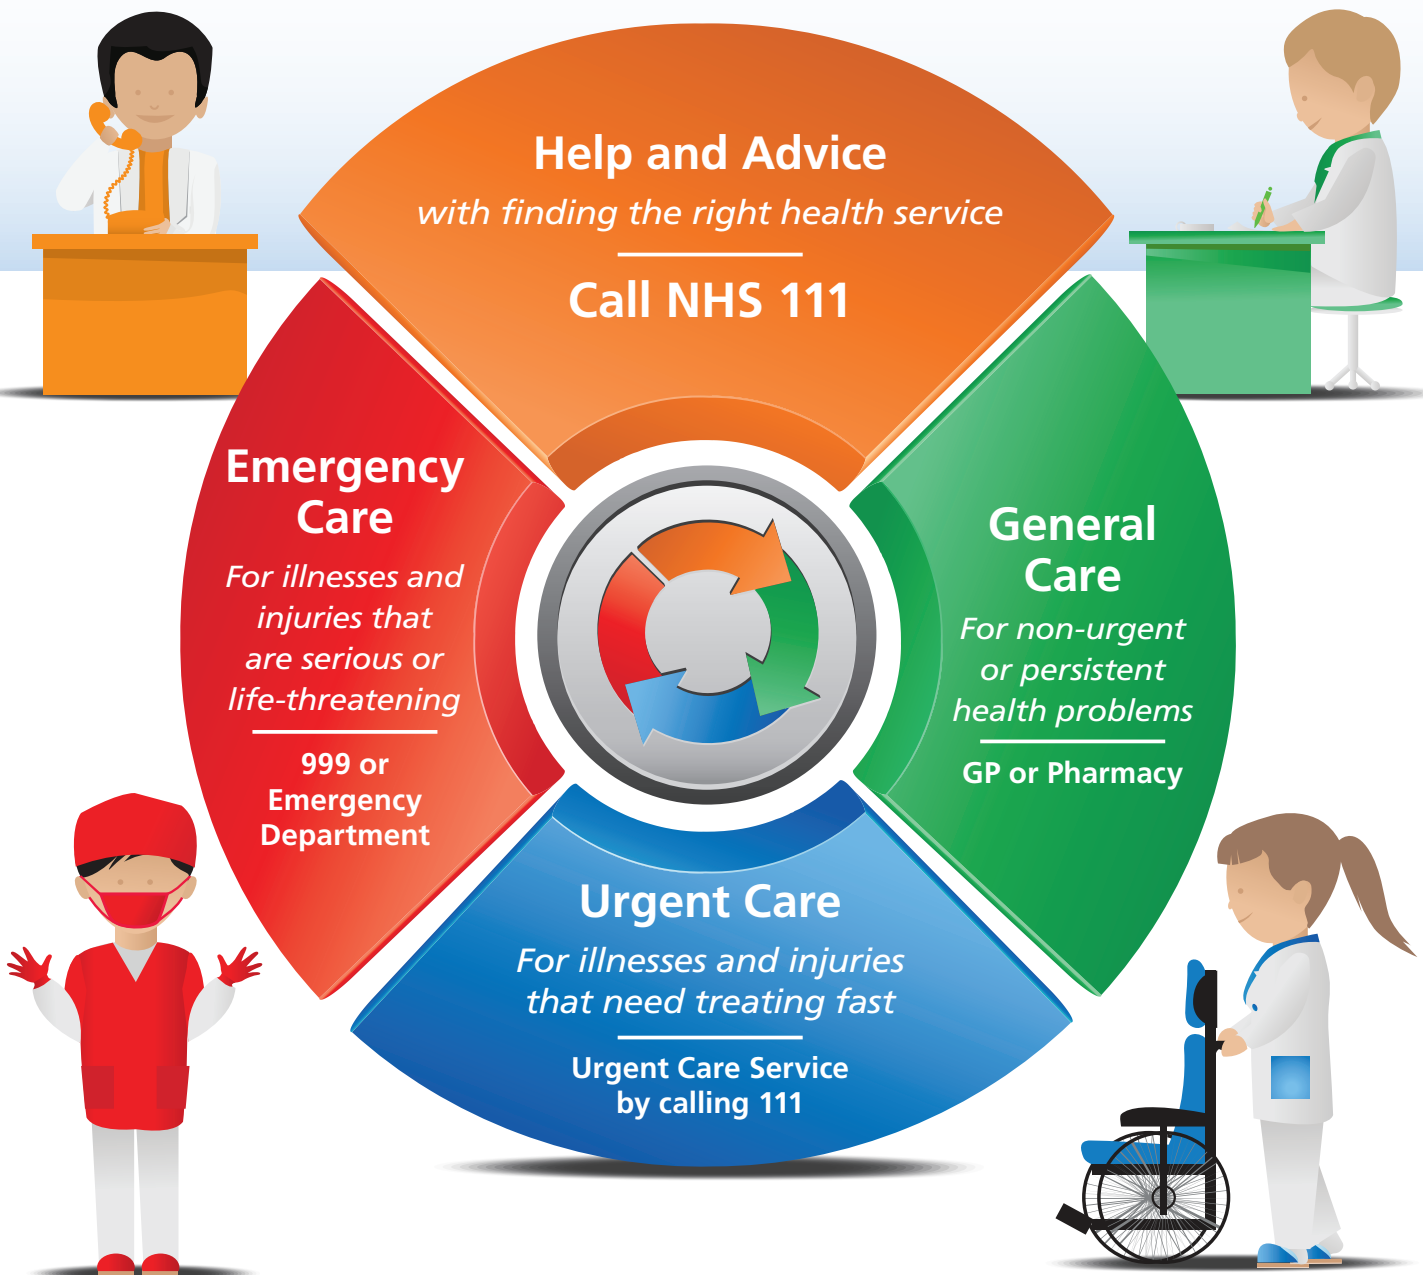 Help and Advice
with finding the right health service
Call NHS 111
Emergency
Care
For illnesses and
injuries that
are serious or
life-threatening
999 or
Emergency
Department
General
Care
For non-urgent
or persistent
health problems
GP or Pharmacy
Urgent Care
For illnesses and injuries
that need treating fast
Urgent Care Service
by calling 111